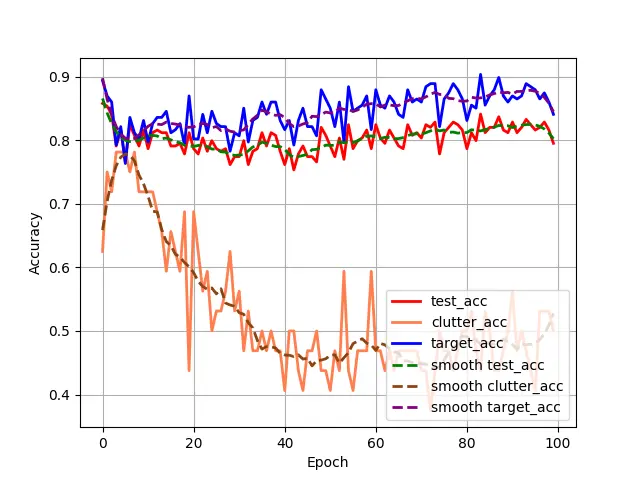 0.9
0.8
0.7
0.6
0.5
0.4
Accuracy
0
20
40
60
80
100
Epoch
test_acc
clutter_acc
target_acc
smooth test_acc
smooth clutter_acc
smooth target_acc